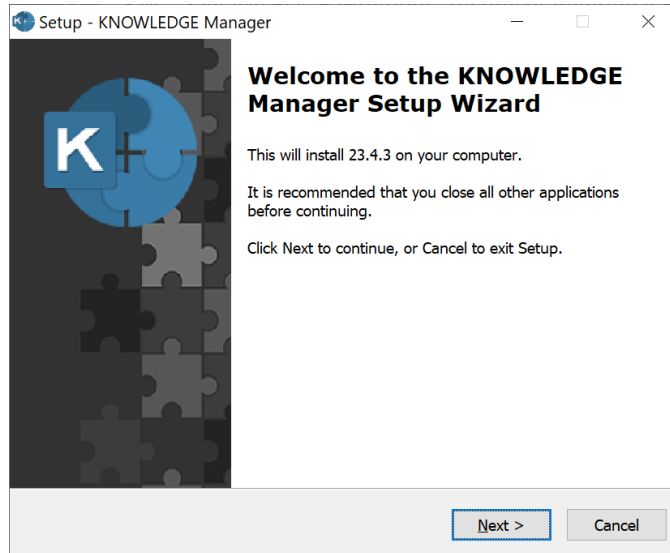 Setup - KNOWLEDGE Manager
K
Welcome to the KNOWLEDGE
Manager Setup Wizard
This will install 23.4.3 on your computer.
It is recommended that you close all other applications
before continuing.
Click Next to continue, or Cancel to exit Setup.
Next >
Cancel